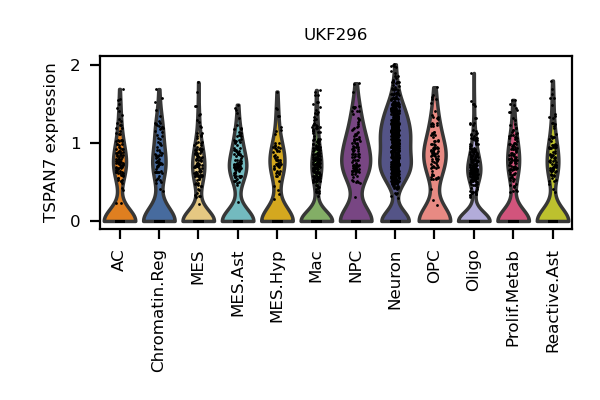 UKF296
TSPAN7 expression
2
1
0
AC
Chromatin.Reg
MES
MES.Ast
MES.Hyp
Mac
NPC
Neuron
OPC
Oligo
Prolif.Metab
Reactive.Ast